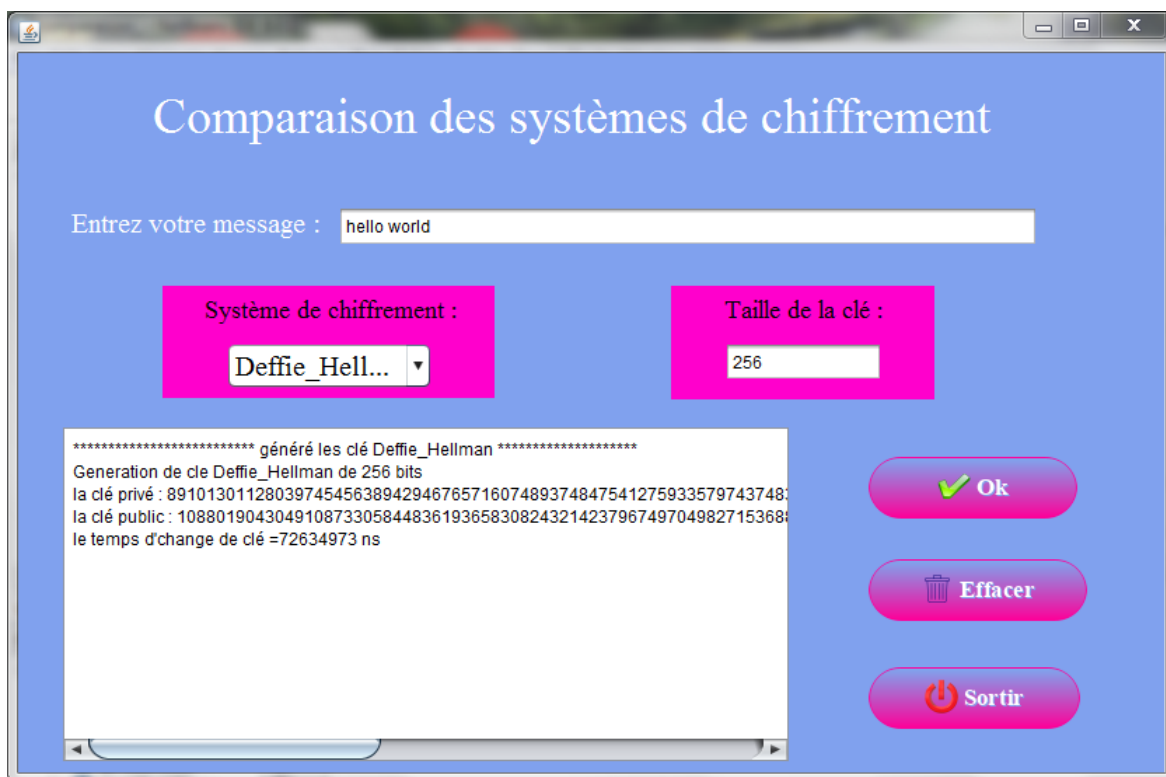 Comparaison des systèmes de chiffrement
Entrez votre message :
hello world
Système de chiffrement :
Deffie_Hell...
Taille de la clé :
256
************************** généré les clé Deffie_Hellman ********************
Generation de cle Deffie_Hellman de 256 bits
la clé privé : 8910130112803974545638942946765716074893748475412759335797437483
la clé public : 10880190430491087330584483619365830824321423796749704982715368
le temps d'change de clé =72634973 ns
Ok
Effacer
Sortir